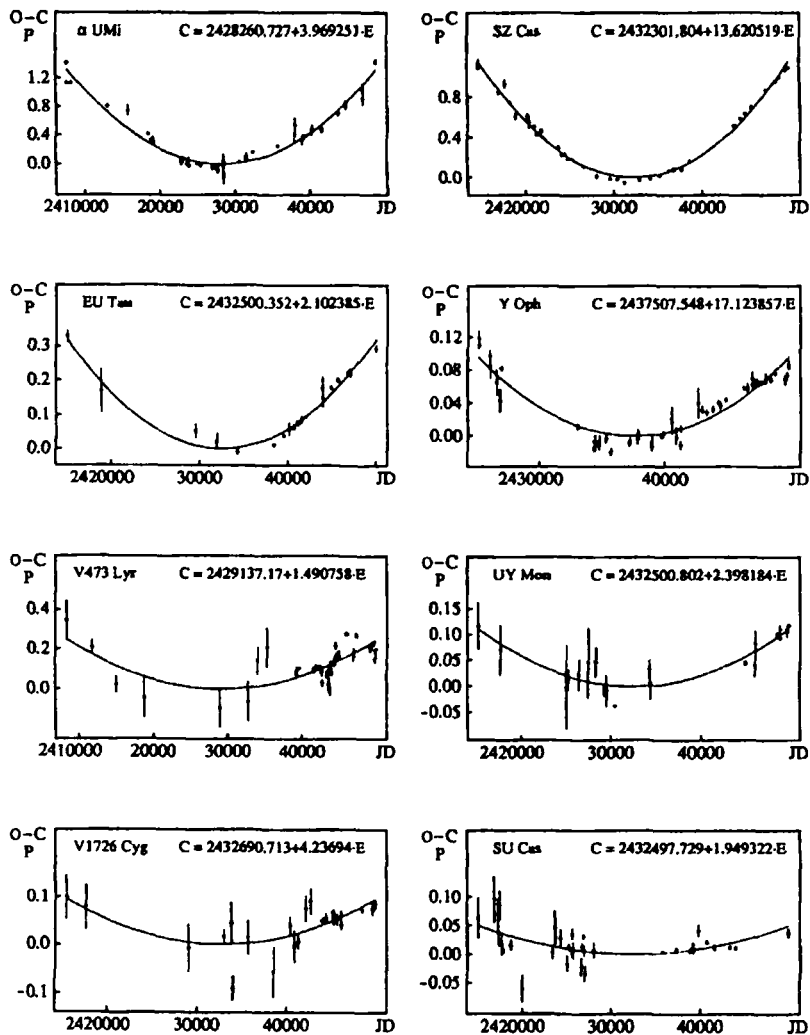 O–C
P
α UMi C = 2428260.727+3.969251·E
1.2
0.8
0.4
0.0
2410000 20000 30000 40000 JD
O–C
P
SZ Cas C = 2432301.804+13.620519·E
0.8
0.4
0.0
2420000 30000 40000 JD
O–C
P
EU Tau C = 2432500.352+2.102385·E
0.3
0.2
0.1
0.0
2420000 30000 40000 JD
O–C
P
Y Oph C = 2437507.548+17.123857·E
0.12
0.08
0.04
0.00
2430000 40000 JD
O–C
P
V473 Lyr C = 2429137.17+1.490758·E
0.4
0.2
0.0
2410000 20000 30000 40000 JD
O–C
P
UY Mon C = 2432500.802+2.398184·E
0.15
0.10
0.05
0.00
-0.05
2420000 30000 40000 JD
O–C
P
V1726 Cyg C = 2432690.713+4.23694·E
0.1
0.0
-0.1
2420000 30000 40000 JD
O–C
P
SU Cas C = 2432497.729+1.949322·E
0.10
0.05
0.00
-0.05
2420000 30000 40000 JD